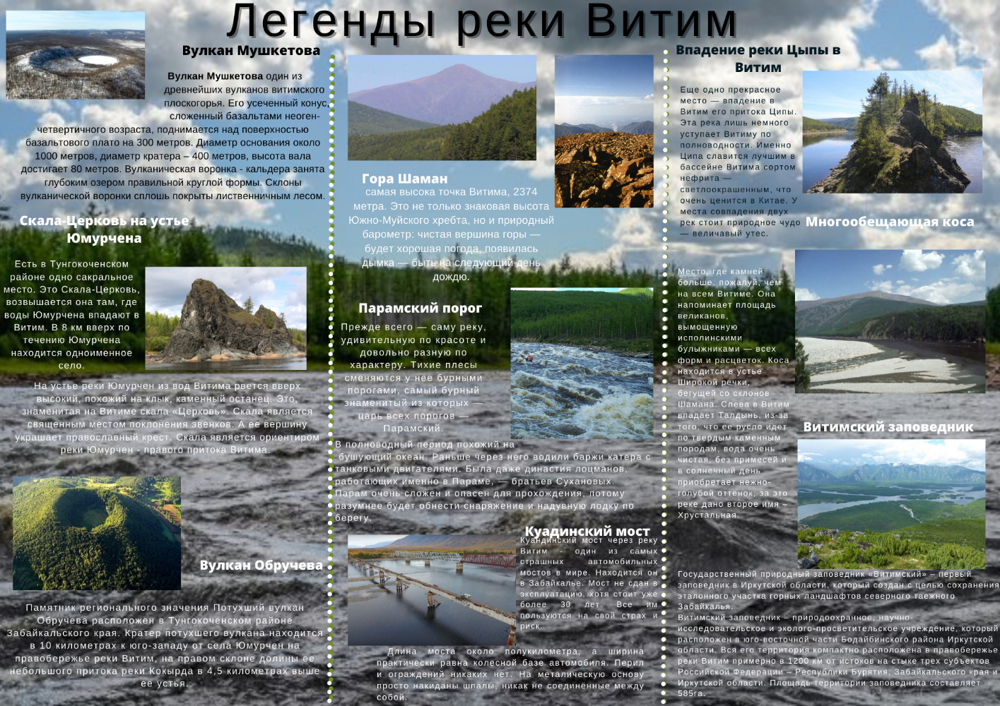 Легенды реки Витим
Вулкан Мушкетова
Вулкан Мушкетова один из
древнейших вулканов витимского
плоскогорья. Его усеченный конус,
сложенный базальтами неоген-
четвертичного возраста, поднимается над поверхностью
базальтового плато на 300 метров. Диаметр основания около
1000 метров, диаметр кратера – 400 метров, высота вала
достигает 80 метров. Вулканическая воронка - кальдера занята
глубоким озером правильной круглой формы. Склоны
вулканической воронки сплошь покрыты лиственничным лесом.
Скала-Церковь на устье
Юмурчена
Есть в Тунгокоченском
районе одно сакральное
место. Это Скала-Церковь,
возвышается она там, где
воды Юмурчена впадают в
Витим. В 8 км вверх по
течению Юмурчена
находится одноименное
село.
На устье реки Юмурчен из вод Витима рвется вверх
высокий, похожий на клык, каменный останец. Это,
знаменитая на Витиме скала «Церковь». Скала является
священным местом поклонения эвенков. А ее вершину
украшает православный крест. Скала является ориентиром
реки Юмурчен - правого притока Витима.
Вулкан Обручева
Памятник регионального значения Потухший вулкан
Обручева расположен в Тунгокоченском районе
Забайкальского края. Кратер потухшего вулкана находится
в 10 километрах к юго-западу от села Юмурчен на
правобережье реки Витим, на правом склоне долины ее
небольшого притока реки Кокырда в 4,5 километрах выше
ее устья.
Гора Шаман
самая высока точка Витима, 2374
метра. Это не только знаковая высота
Южно-Муйского хребта, но и природный
барометр: чистая вершина горы —
будет хорошая погода, появилась
дымка — быть на следующий день
дождю.
Парамский порог
Прежде всего — саму реку,
удивительную по красоте и
довольно разную по
характеру. Тихие плесы
сменяются у нее бурными
порогами, самый бурный
знаменитый из которых —
царь всех порогов —
Парамский.
В полноводный период похожий на
бушующий океан. Раньше через него водили баржи катера с
танковыми двигателями. Была даже династия лоцманов,
работающих именно в Параме, — братьев Сухановых.
Парам очень сложен и опасен для прохождения, потому
разумнее будет обнести снаряжение и надувную лодку по
берегу.
Куадинский мост
Куандинский мост через реку
Витим - один из самых
страшных автомобильных
мостов в мире. Находится он
в Забайкалье. Мост не сдан в
эксплуатацию, хотя стоит уже
более 30 лет. Все им
пользуются на свой страх и
риск.
Длина моста около полукилометра, а ширина
практически равна колесной базе автомобиля. Перил
и ограждений никаких нет. На металическую основу
просто накиданы шпалы, никак не соединённые между
собой.
Впадение реки Цыпы в
Витим
Еще одно прекрасное
место — впадение в
Витим его притока Ципы.
Эта река лишь немного
уступает Витиму по
полноводности. Именно
Ципа славится лучшим в
бассейне Витима сортом
нефрита —
светлоокрашенным, что
очень ценится в Китае. У
места совпадения двух
рек стоит природное чудо
— величавый утес.
Многообещающая коса
Место, где камней
больше, пожалуй, чем
на всем Витиме. Она
напоминает площадь
великанов,
вымощенную
исполинскими
булыжниками — всех
форм и расцветок. Коса
находится в устье
Широкой речки,
бегущей со склонов
Шамана. Слева в Витим
впадает Талдынь, из-за
того, что ее русло идет
по твердым каменным
породам, вода очень
чистая, без примесей и
в солнечный день
приобретает нежно-
голубой оттенок, за это
реке дано второе имя –
Хрустальная.
Витимский заповедник
Государственный природный заповедник «Витимский» – первый
заповедник в Иркутской области, который создан с целью сохранения
эталонного участка горных ландшафтов северного таежного
Забайкалья.
Витимский заповедник – природоохранное, научно-
исследовательское и эколого-просветительское учреждение, который
расположен в юго-восточной части Бодайбинского района Иркутской
области. Вся его территория компактно расположена в правобережье
реки Витим примерно в 1200 км от истоков на стыке трех субъектов
Российской Федерации – Республики Бурятия, Забайкальского края и
Иркутской области. Площадь территории заповедника составляет
585га.